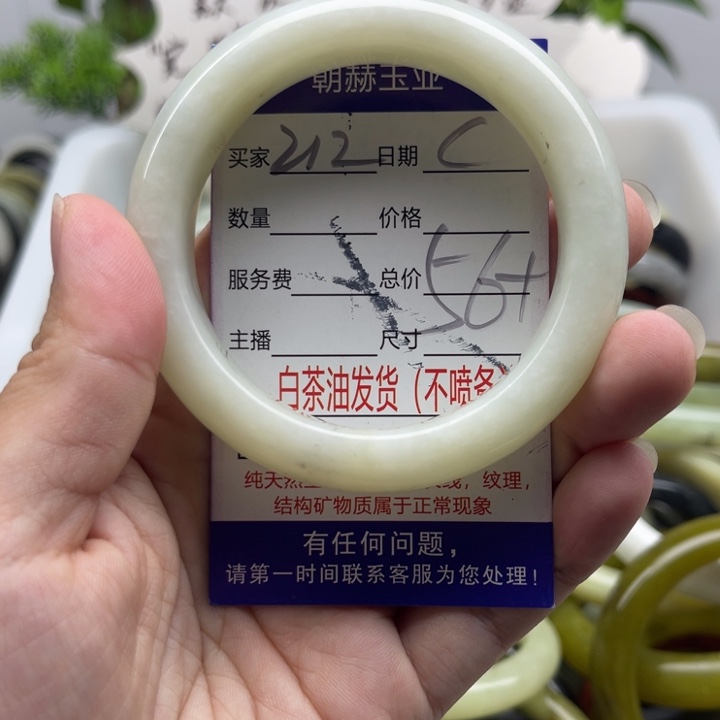 朝赫玉业
买家 212 日期 C
数量 价格
服务费 总价 56+
主播 尺寸
白茶油发货（不喷备
纯天然 纹理，
结构矿物质属于正常现象
有任何问题，
请第一时间联系客服为您处理！